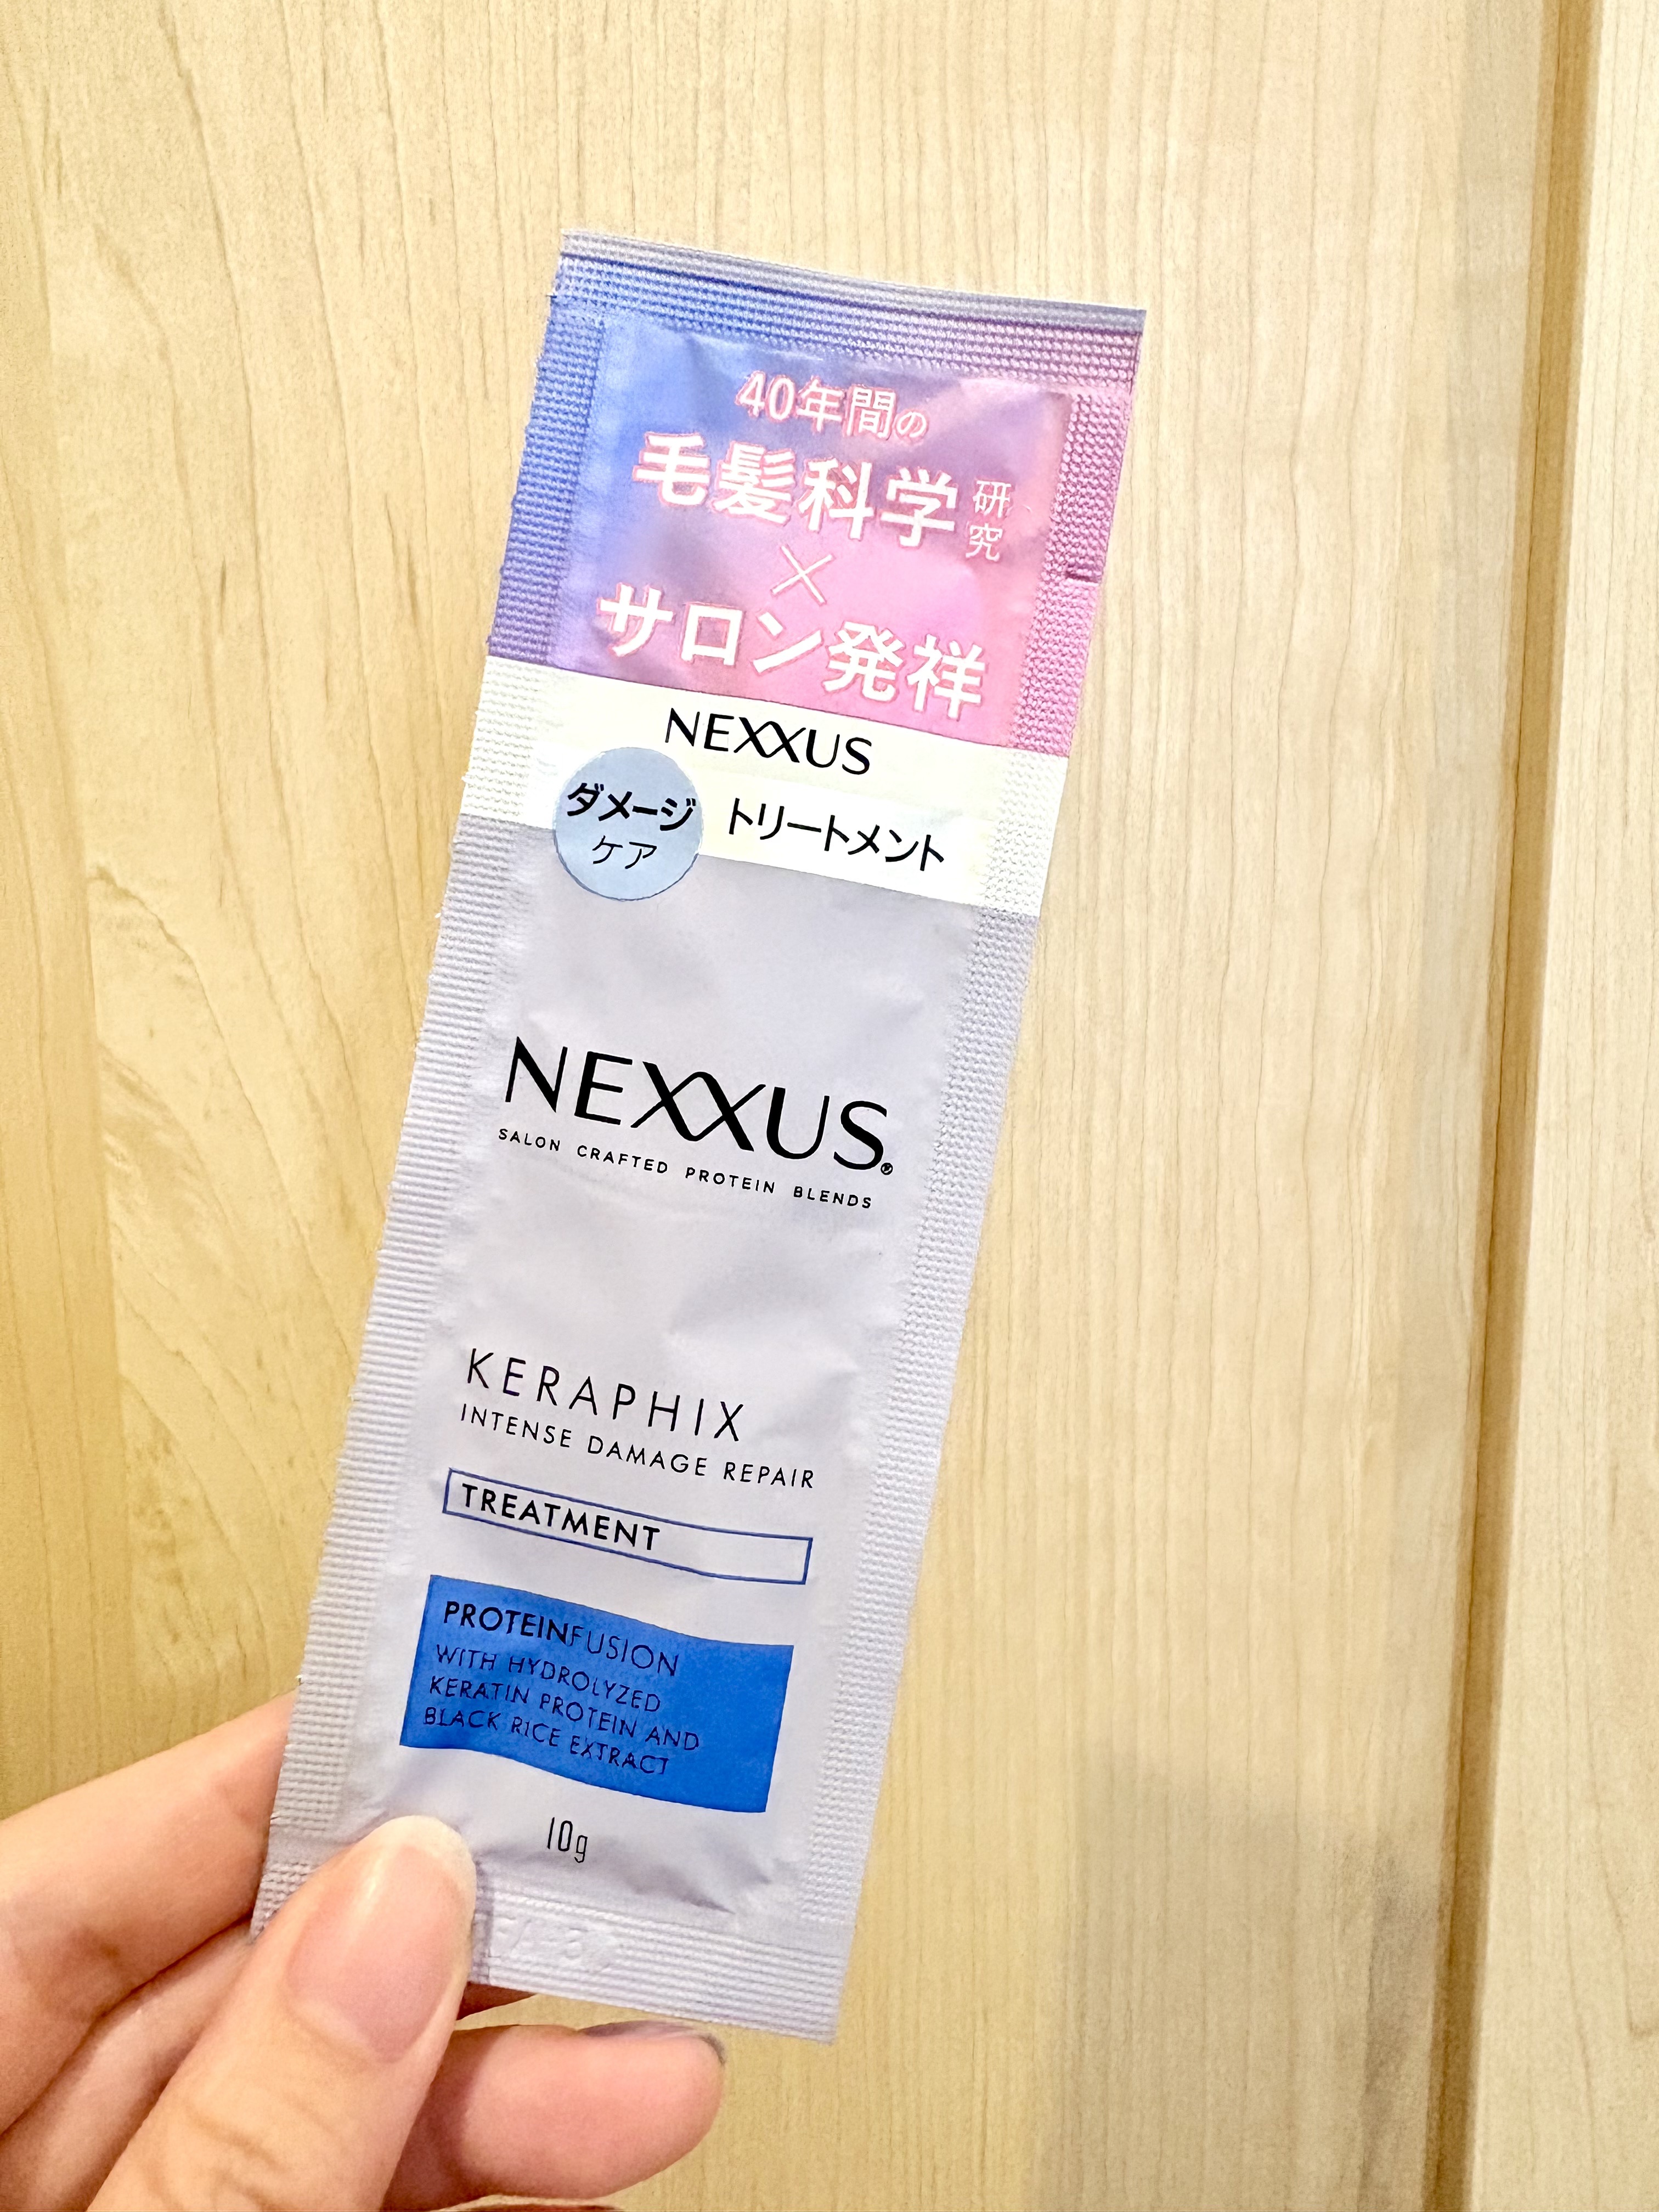 40年間の
毛髪科学研究
×
サロン発祥
NEXXUS
ダメージ
ケア
トリートメント
NEXXUS®
SALON CRAFTED PROTEIN BLENDS
KERAPHIX
INTENSE DAMAGE REPAIR
TREATMENT
PROTEINFUSION
WITH HYDROLYZED
KERATIN PROTEIN AND
BLACK RICE EXTRACT
10g